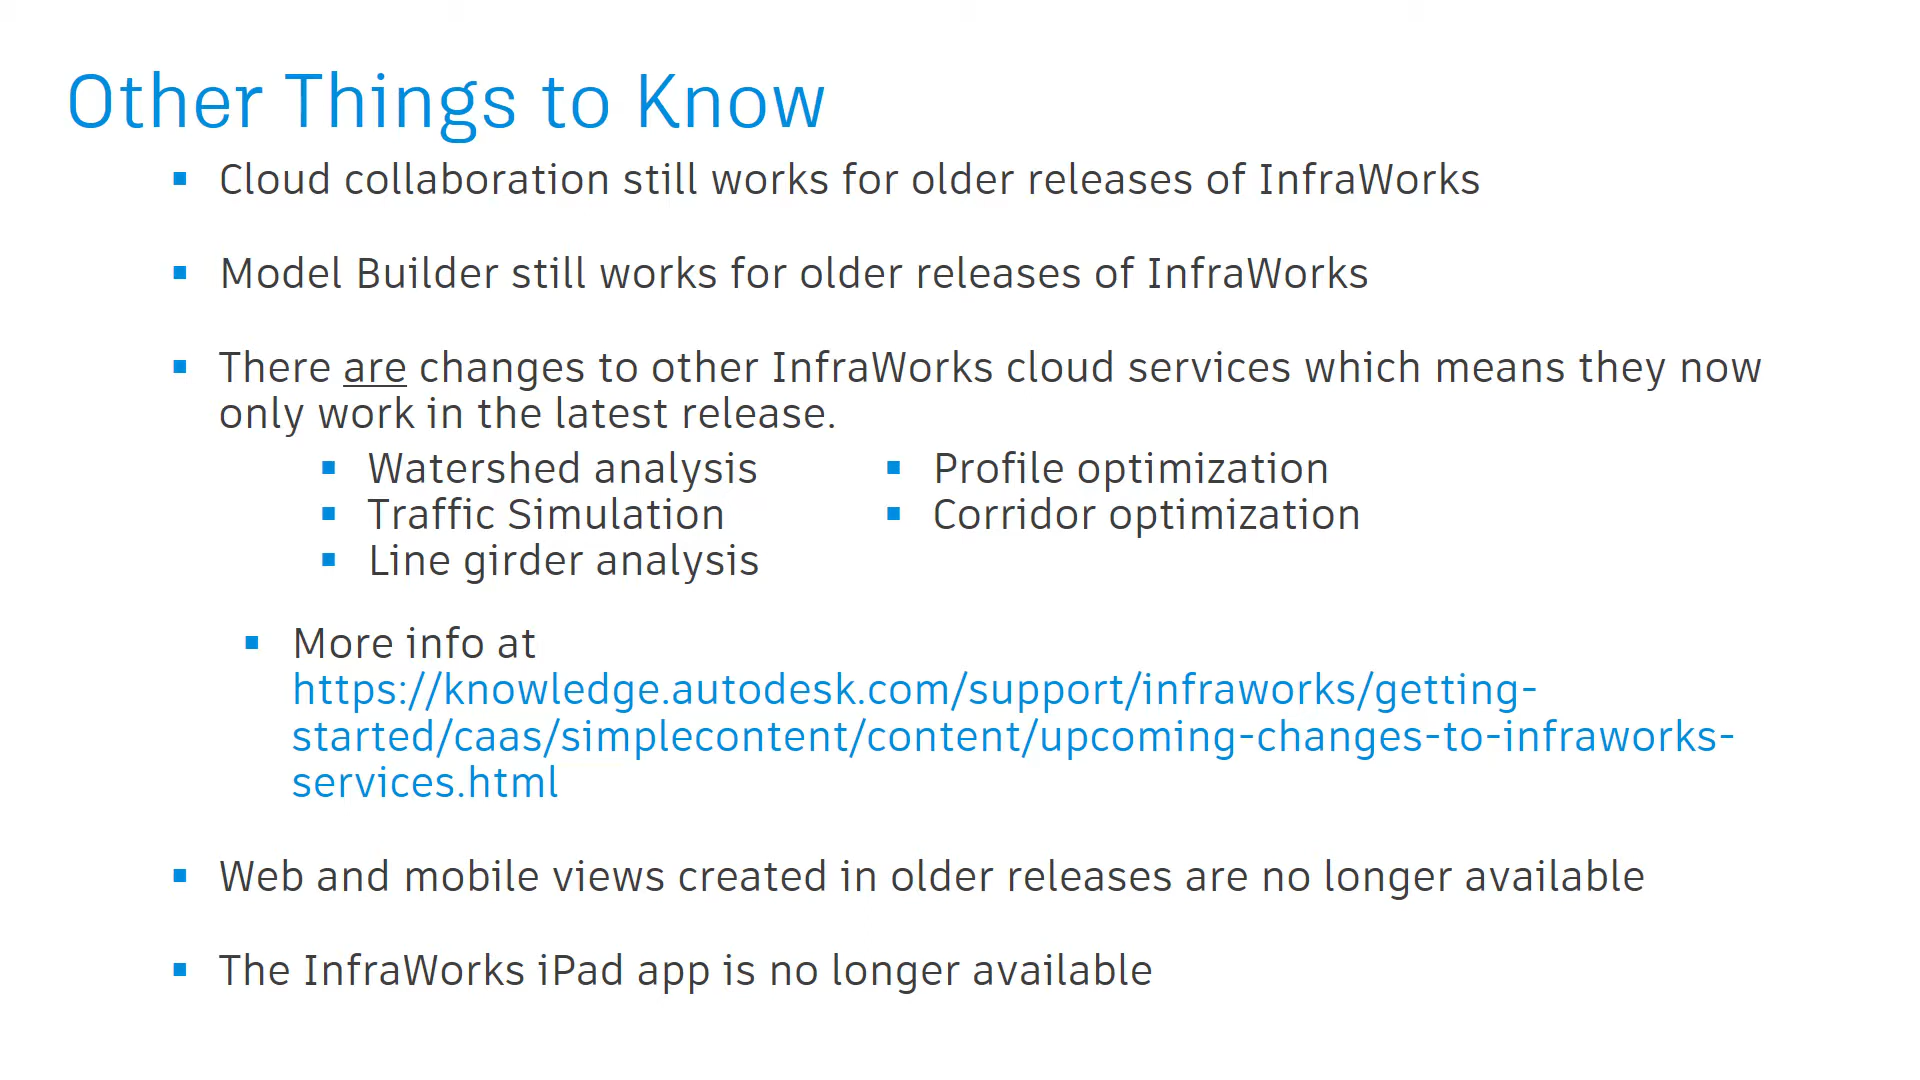 Other Things to Know
Cloud collaboration still works for older releases of InfraWorks
Model Builder still works for older releases of InfraWorks
There are changes to other InfraWorks cloud services which means they now
only work in the latest release.
Watershed analysis
Traffic Simulation
Line girder analysis
Profile optimization
Corridor optimization
More info at
https://knowledge.autodesk.com/support/infraworks/getting-
started/caas/simplecontent/content/upcoming-changes-to-infraworks-
services.html
Web and mobile views created in older releases are no longer available
The InfraWorks iPad app is no longer available